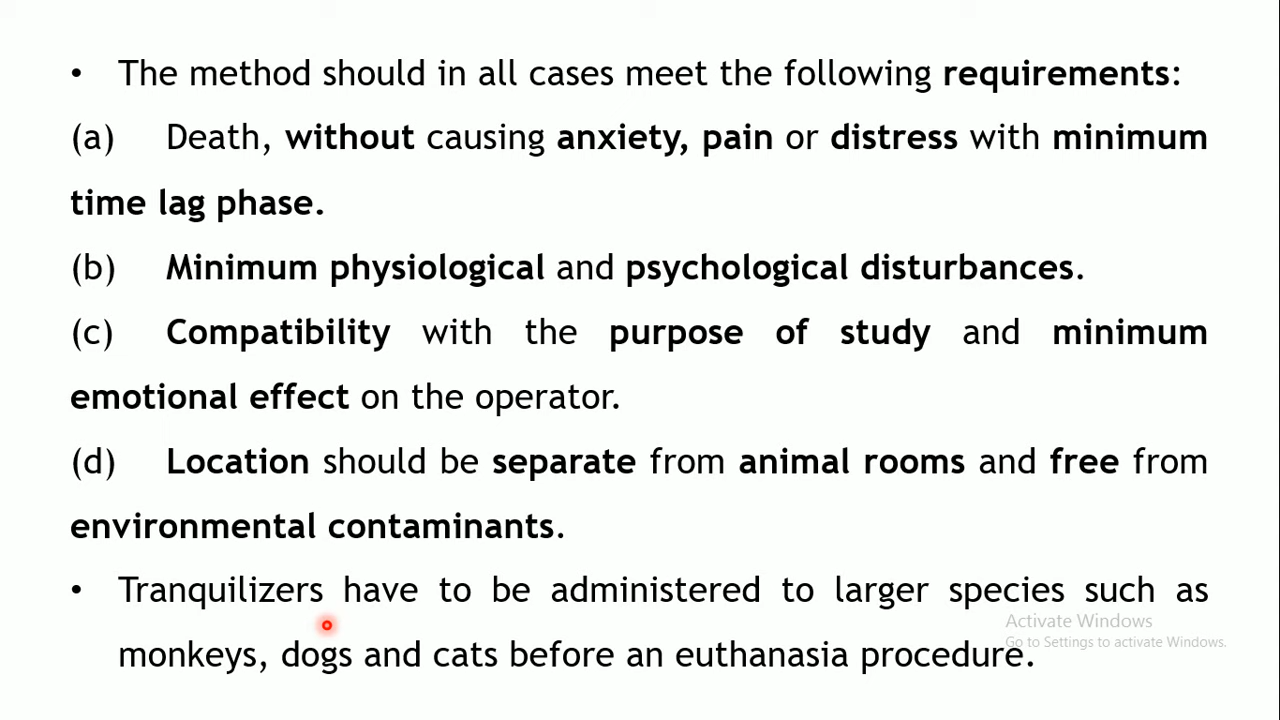 • The method should in all cases meet the following requirements:
(a) Death, without causing anxiety, pain or distress with minimum
time lag phase.
(b) Minimum physiological and psychological disturbances.
(c) Compatibility with the purpose of study and minimum
emotional effect on the operator.
(d) Location should be separate from animal rooms and free from
environmental contaminants.
• Tranquilizers have to be administered to larger species such as
monkeys, dogs and cats before an euthanasia procedure.
Activate Windows
Go to Settings to activate Windows.